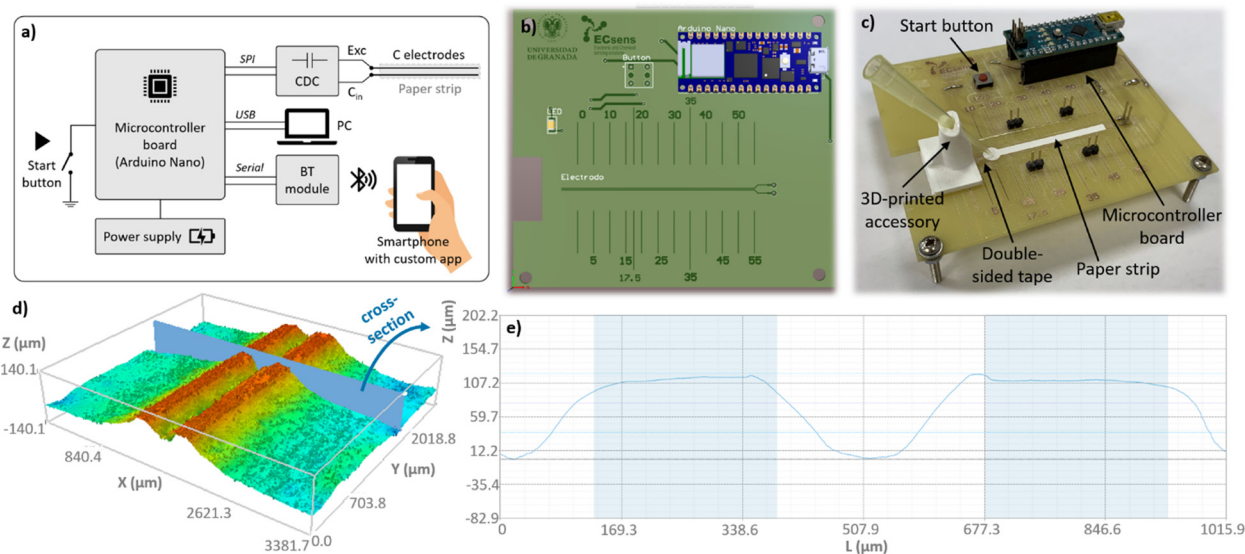 a)
SPI
Exc
C electrodes
CDC
Paper strip
C_in
USB
PC
Microcontroller
board
(Arduino Nano)
Start
button
Serial
BT
module
Power supply
Smartphone
with custom app
b)
UNIVERSIDAD
DE GRANADA
ECsens
Arduino Nano
Button
LED
35
0 10 20 30 40 50
Electrodo
5 15 25 35 45 55
17.5 35
c)
Start button
3D-printed
accessory
Double-
sided tape
Paper strip
Microcontroller
board
d)
cross-
section
Z (µm)
140.1
-140.1
840.4
X (µm)
2621.3
3381.7
0.0
703.8
Y (µm)
2018.8
e)
Z (µm)
202.2
154.7
107.2
59.7
12.2
-35.4
-82.9
0 169.3 338.6 507.9 677.3 846.6 1015.9
L (µm)